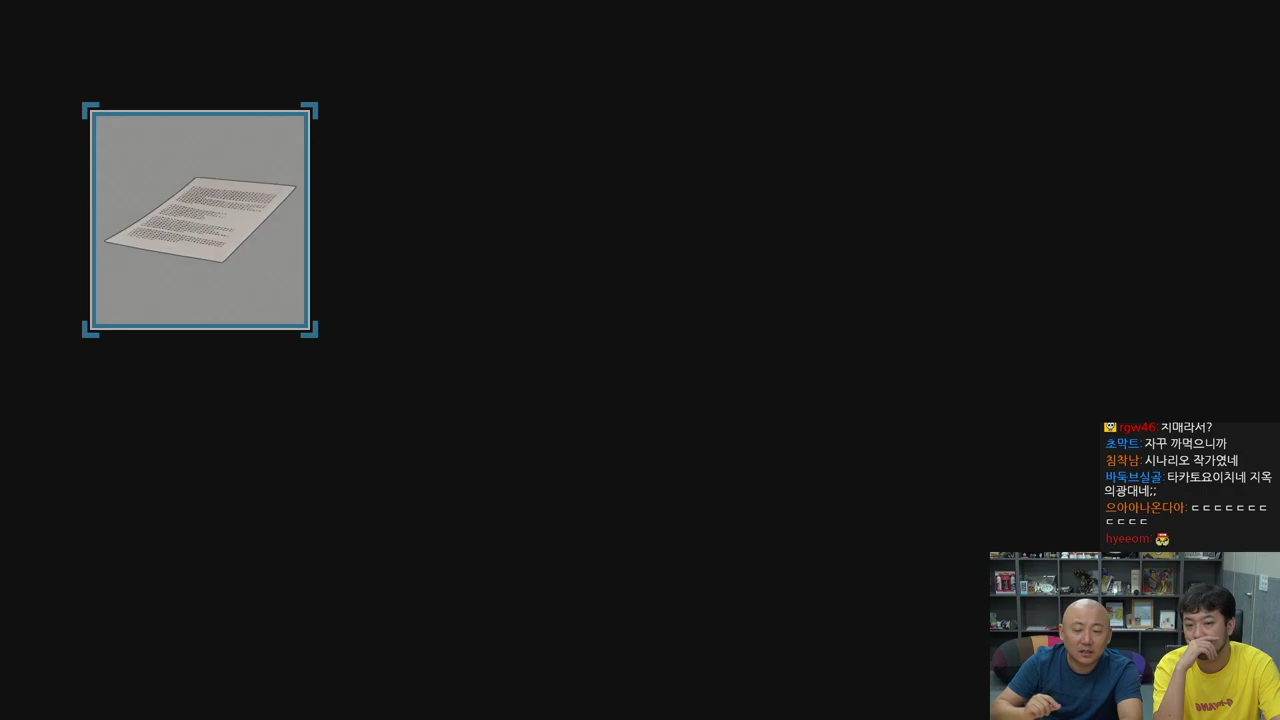 rgw46: 치매라서?
초막트: 자꾸 까먹으니까
침착남: 시나리오 작가였네
바둑브실골: 타카토요이치네 지옥
의광대네;;
으아아나온다아: ㄷㄷㄷㄷㄷㄷㄷ
ㄷㄷㄷㄷ
hyeeom: